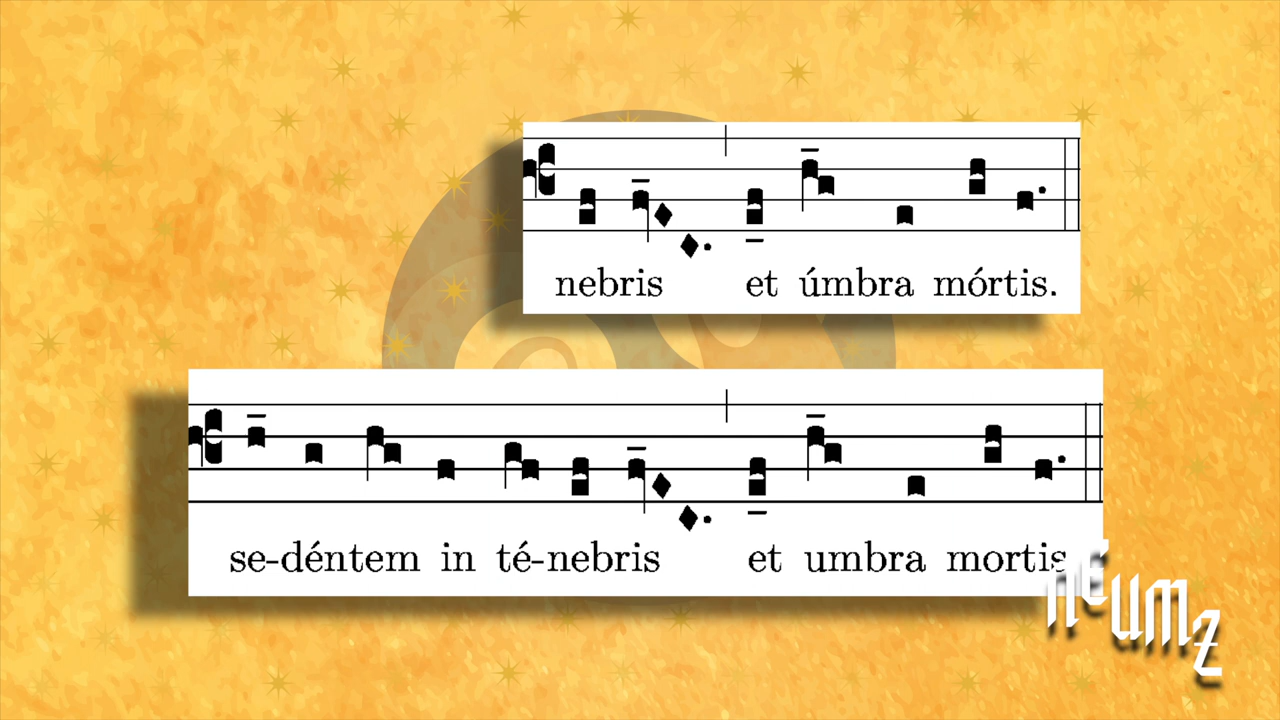 nebris et úmbra mórtis.
se-déntem in té-nebris et umbra mortis
neumz